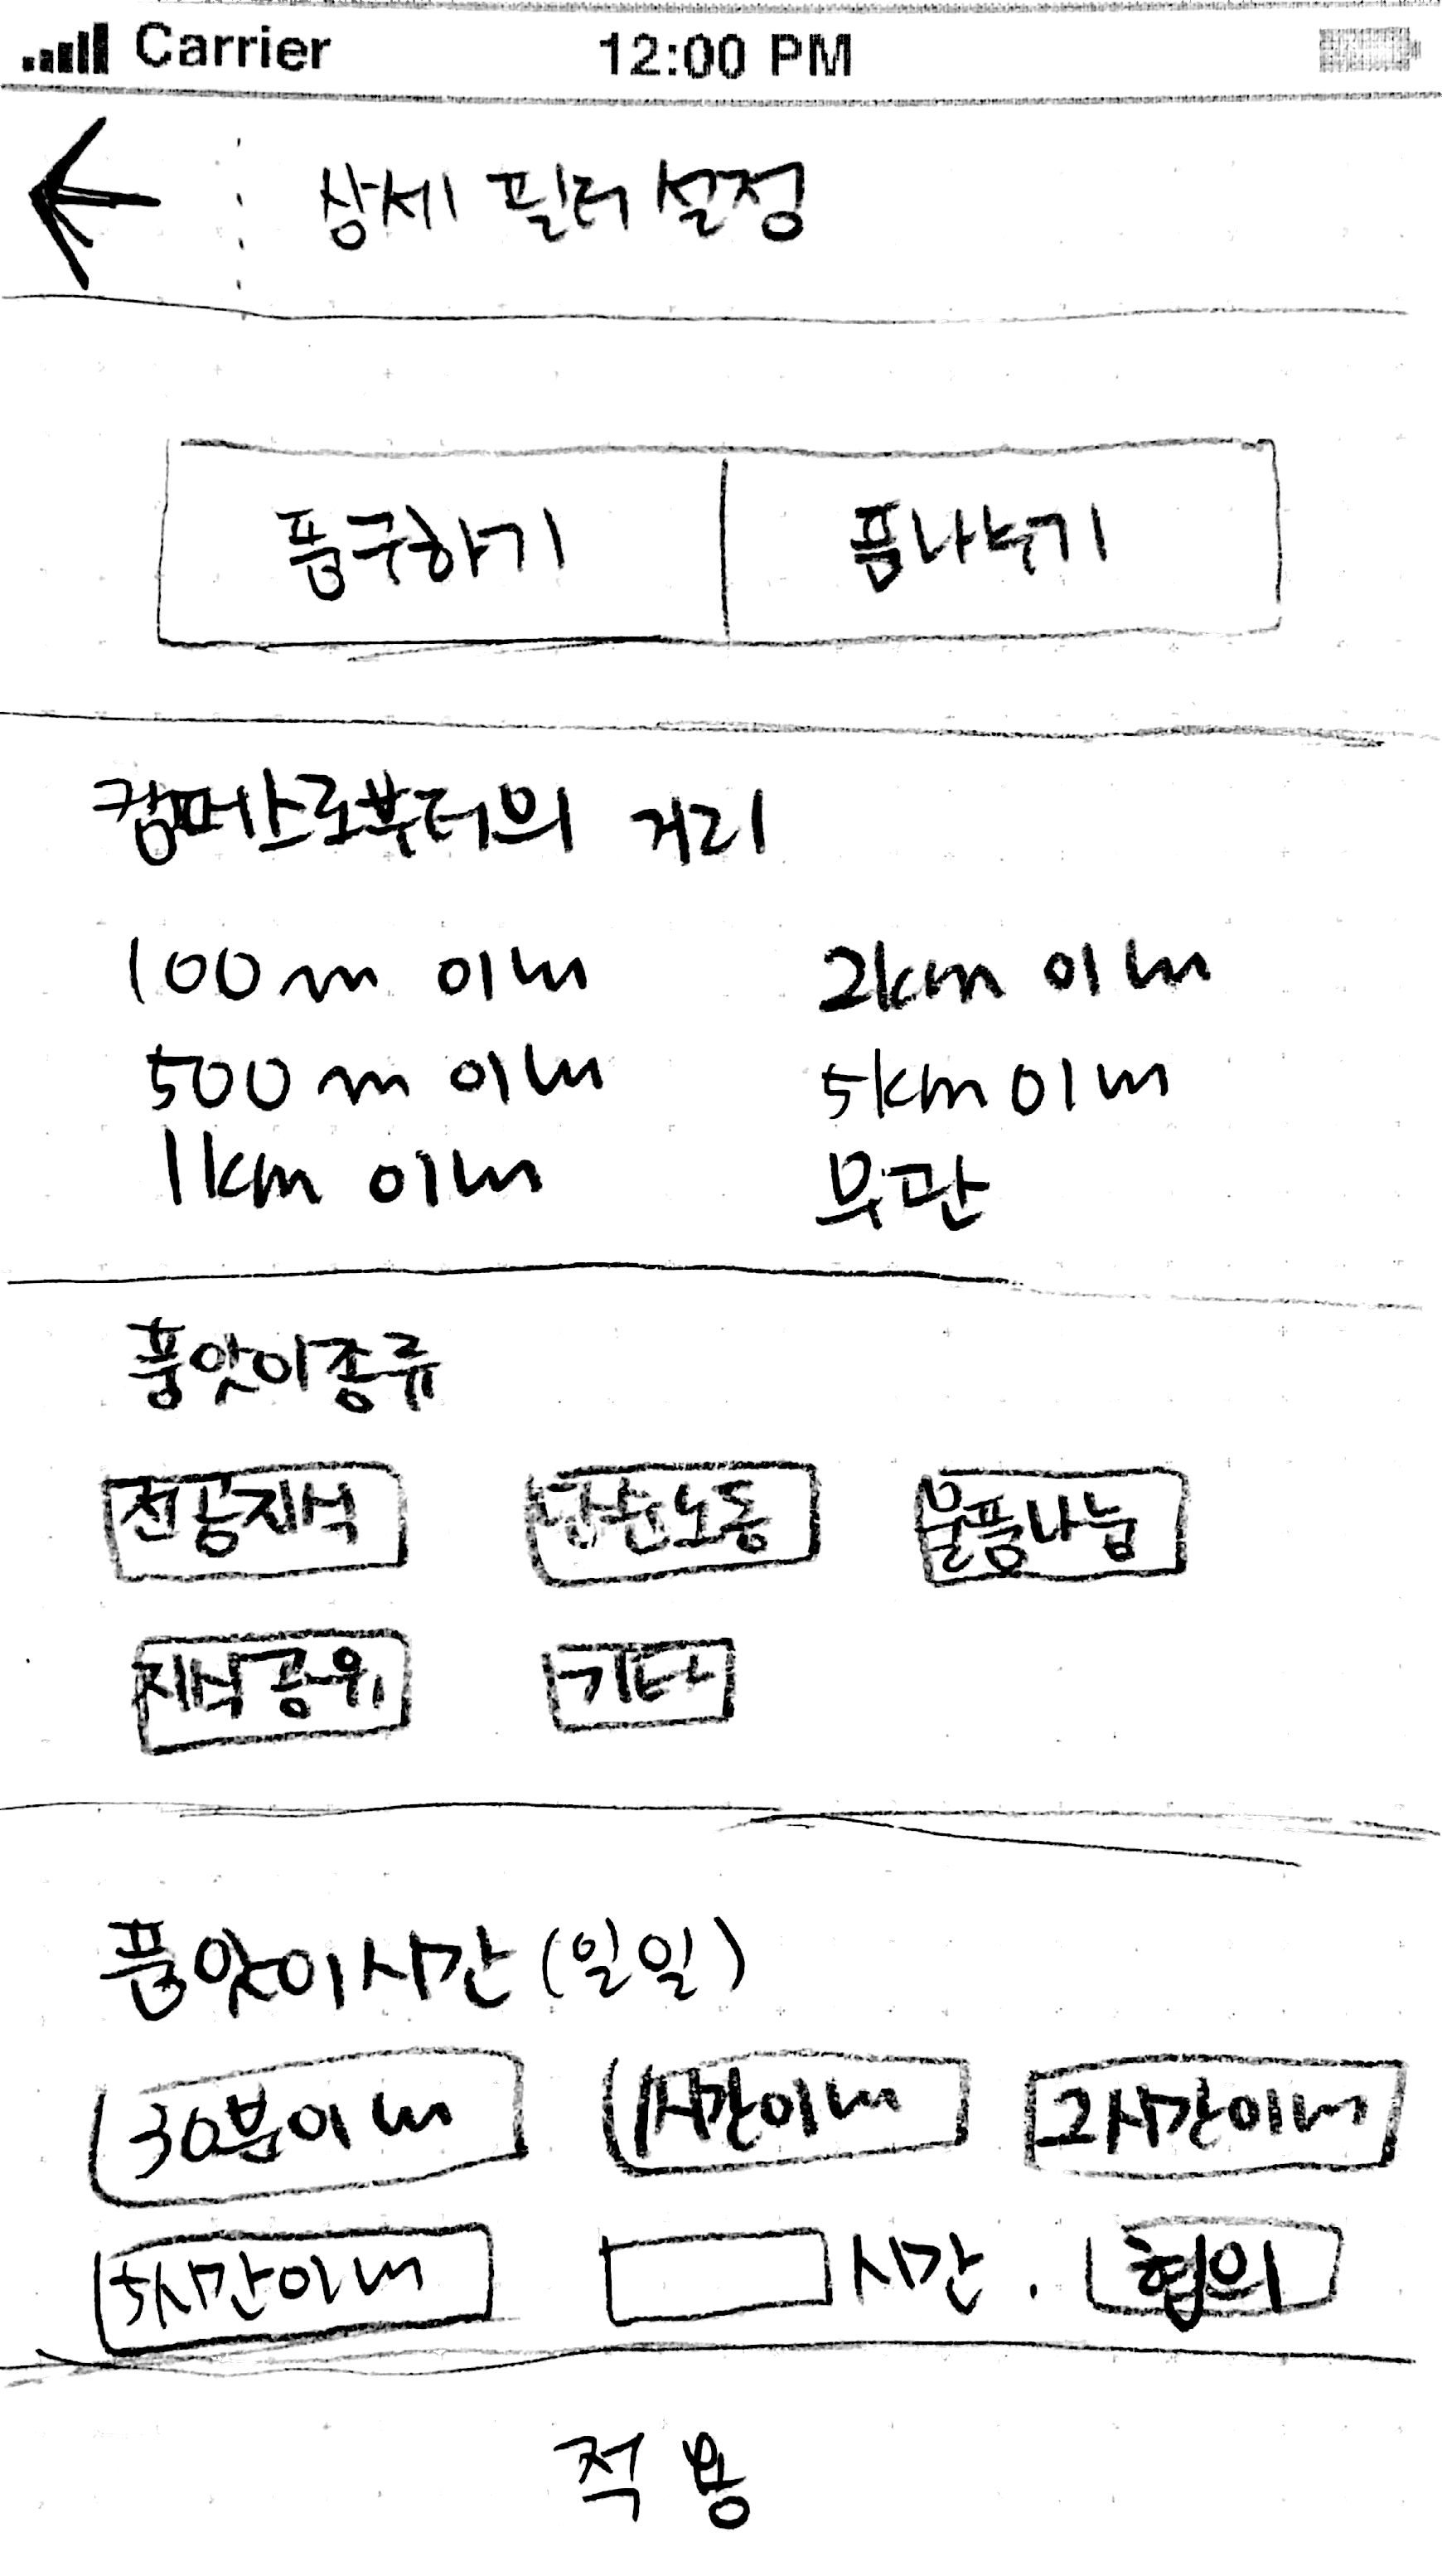 Carrier 12:00 PM
상세 필터 설정
품구하기 품나누기
캠퍼스로부터의 거리
100m 이내 2km 이내
500m 이내 5km 이내
1km 이내 무관
품앗이종류
전공지식 단순노동 물품나눔
지식공유 기타
품앗이시간(일일)
30분이내 1시간이내 2시간이내
5시간이내 시간. 협의
적용